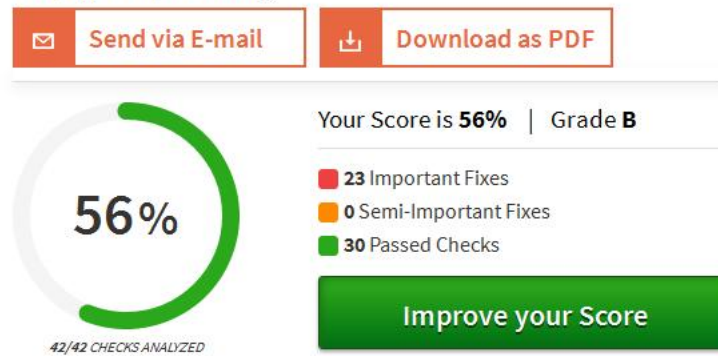 Send via E-mail
Download as PDF
Your Score is 56% | Grade B
56%
23 Important Fixes
0 Semi-Important Fixes
30 Passed Checks
Improve your Score
42/42 CHECKS ANALYZED